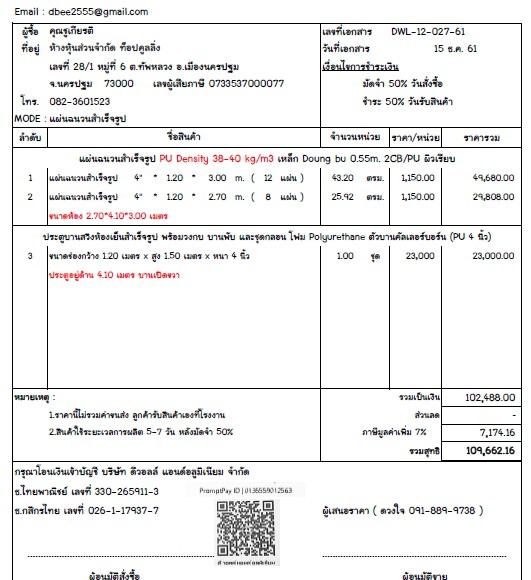 Email : dbee2555@gmail.com
ผู้ซื้อ คุณชูเกียรติ เลขที่เอกสาร DWL-12-027-61
ที่อยู่ ห้างหุ้นส่วนจำกัด ท็อปคูลลิ่ง วันที่เอกสาร 15 ธ.ค. 61
เลขที่ 28/1 หมู่ที่ 6 ต.ทัพหลวง อ.เมืองนครปฐม เงื่อนไขการชำระเงิน
จ.นครปฐม 73000 เลขผู้เสียภาษี 0733537000077 มัดจำ 50% วันสั่งซื้อ
โทร. 082-3601523 ชำระ 50% วันรับสินค้า
MODE : แผ่นฉนวนสำเร็จรูป
ลำดับ ชื่อสินค้า จำนวนหน่วย ราคา/หน่วย ราคารวม
แผ่นฉนวนสำเร็จรูป PU Density 38-40 kg/m3 เหล็ก Doung bu 0.55m. 2CB/PU ผิวเรียบ
1 แผ่นฉนวนสำเร็จรูป 4" * 1.20 * 3.00 m. ( 12 แผ่น ) 43.20 ตรม. 1,150.00 49,680.00
2 แผ่นฉนวนสำเร็จรูป 4" * 1.20 * 2.70 m. ( 8 แผ่น ) 25.92 ตรม. 1,150.00 29,808.00
ขนาดห้อง 2.70*4.10*3.00 เมตร
ประตูบานสวิงห้องเย็นสำเร็จรูป พร้อมวงกบ บานพับ และชุดกลอน โฟม Polyurethane ตัวบานคัลเลอร์บอร์น (PU 4 นิ้ว)
3 ขนาดช่องกว้าง 1.20 เมตร x สูง 1.50 เมตร x หนา 4 นิ้ว 1.00 ชุด 23,000 23,000.00
ประตูอยู่ด้าน 4.10 เมตร บานเปิดขวา
หมายเหตุ : รวมเป็นเงิน 102,488.00
1.ราคานี้ไม่รวมค่าขนส่ง ลูกค้ารับสินค้าเองที่โรงงาน ส่วนลด -
2.สินค้าใช้ระยะเวลาการผลิต 5-7 วัน หลังมัดจำ 50% ภาษีมูลค่าเพิ่ม 7% 7,174.16
รวมสุทธิ 109,662.16
กรุณาโอนเงินเข้าบัญชี บริษัท ดีวอลล์ แอนด์อลูมิเนียม จำกัด
ธ.ไทยพาณิชย์ เลขที่ 330-265911-3 PromptPay ID | 0135559012563
ธ.กสิกรไทย เลขที่ 026-1-17937-7 ผู้เสนอราคา ( ดวงใจ 091-889-9738 )
ผู้อนุมัติสั่งซื้อ ผู้อนุมัติขาย